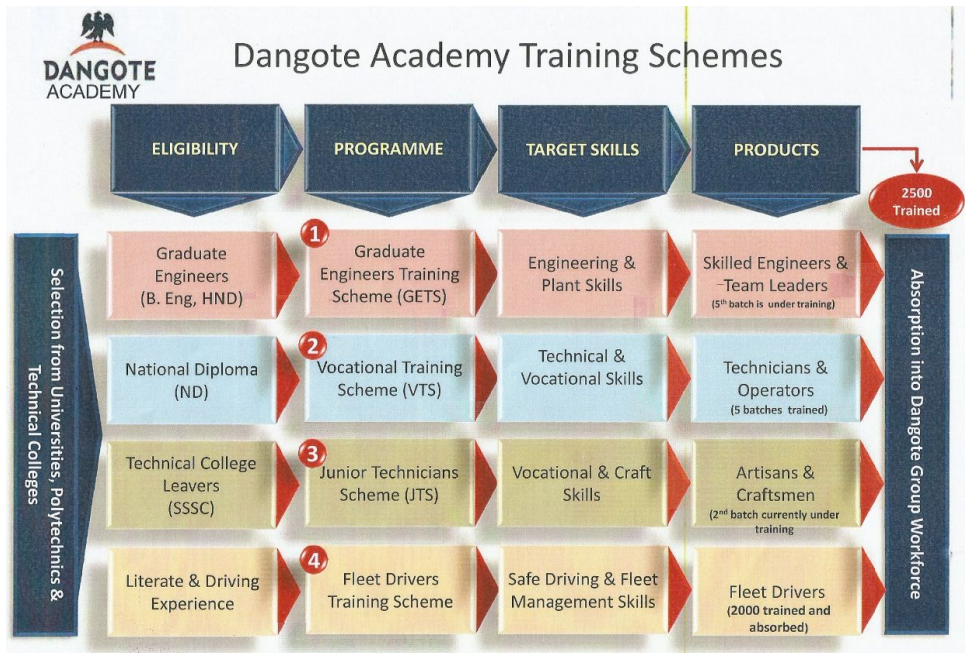 DANGOTE
ACADEMY
Dangote Academy Training Schemes
ELIGIBILITY
PROGRAMME
TARGET SKILLS
PRODUCTS
2500
Trained
Selection from Universities, Polytechnics &
Technical Colleges
Graduate
Engineers
(B. Eng, HND)
1
Graduate
Engineers Training
Scheme (GETS)
Engineering &
Plant Skills
Skilled Engineers &
Team Leaders
(5th batch is under training)
National Diploma
(ND)
2
Vocational Training
Scheme (VTS)
Technical &
Vocational Skills
Technicians &
Operators
(5 batches trained)
Technical College
Leavers
(SSSC)
3
Junior Technicians
Scheme (JTS)
Vocational & Craft
Skills
Artisans &
Craftsmen
(2nd batch currently under
training
Literate & Driving
Experience
4
Fleet Drivers
Training Scheme
Safe Driving & Fleet
Management Skills
Fleet Drivers
(2000 trained and
absorbed)
Absorption into Dangote Group Workforce